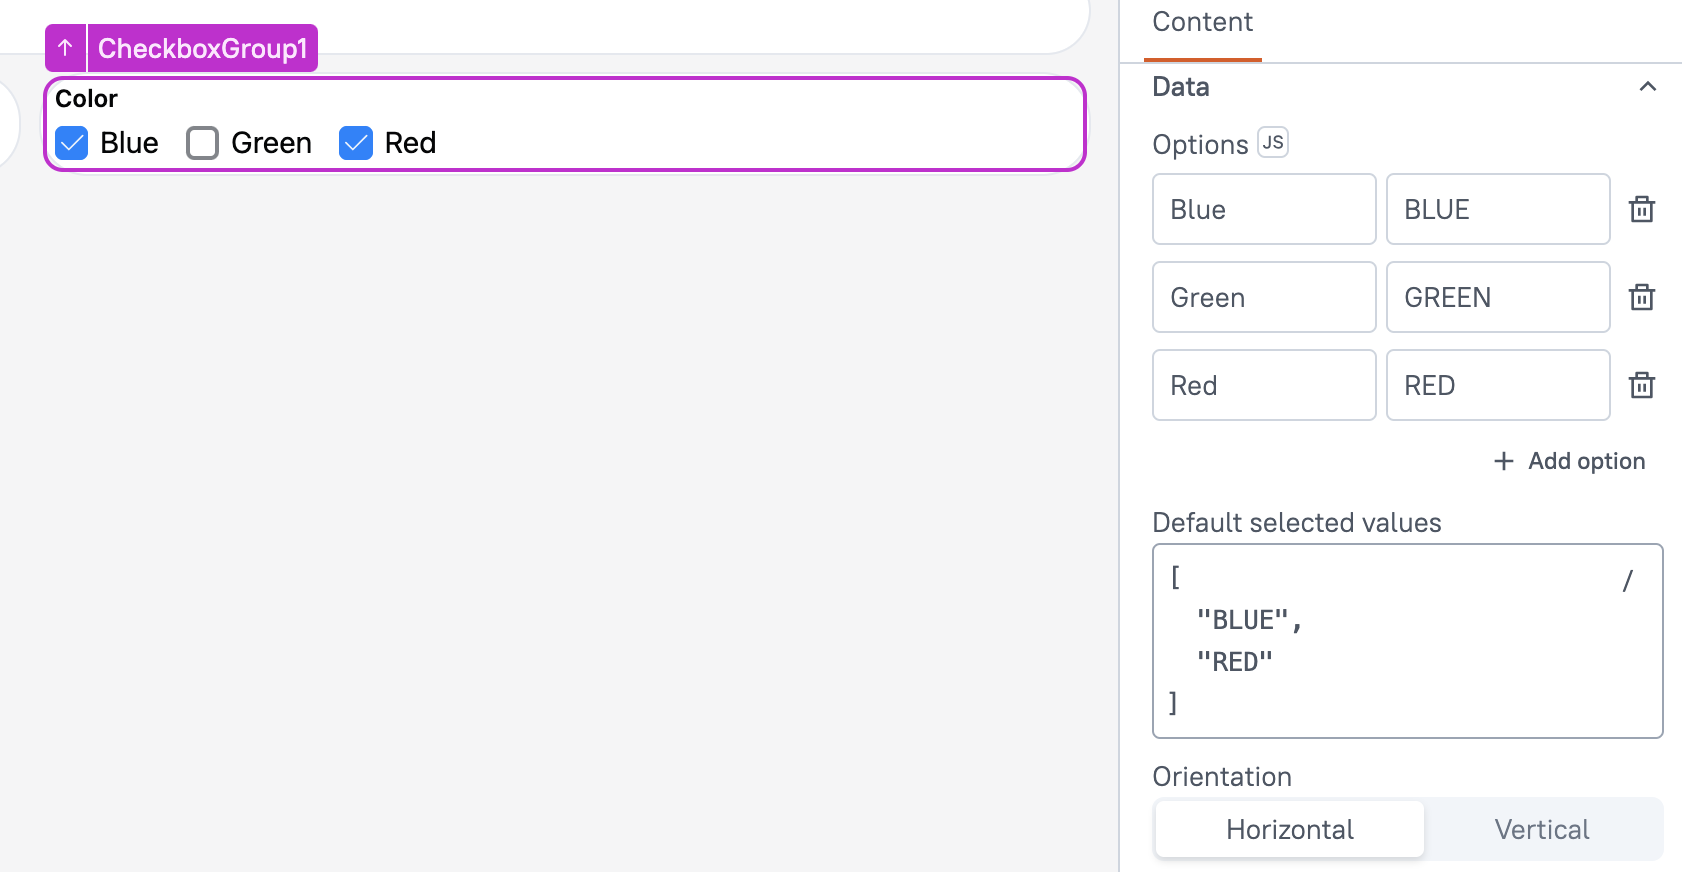 CheckboxGroup1
Color
Blue Green Red
Content
Data
Options JS
Blue BLUE
Green GREEN
Red RED
+ Add option
Default selected values
[ /
"BLUE",
"RED"
]
Orientation
Horizontal Vertical